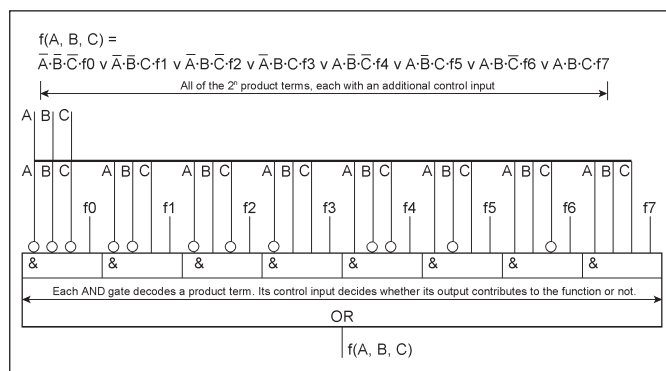 f(A, B, C) =
A̅·B̅·C̅·f0 v A̅·B̅·C·f1 v A̅·B·C̅·f2 v A̅·B·C·f3 v A·B̅·C̅·f4 v A·B̅·C·f5 v A·B·C̅·f6 v A·B·C·f7
All of the 2ⁿ product terms, each with an additional control input
A B C
A B C A B C A B C A B C A B C A B C A B C A B C
f0 f1 f2 f3 f4 f5 f6 f7
& & & & & & & &
Each AND gate decodes a product term. Its control input decides whether its output contributes to the function or not.
OR
f(A, B, C)